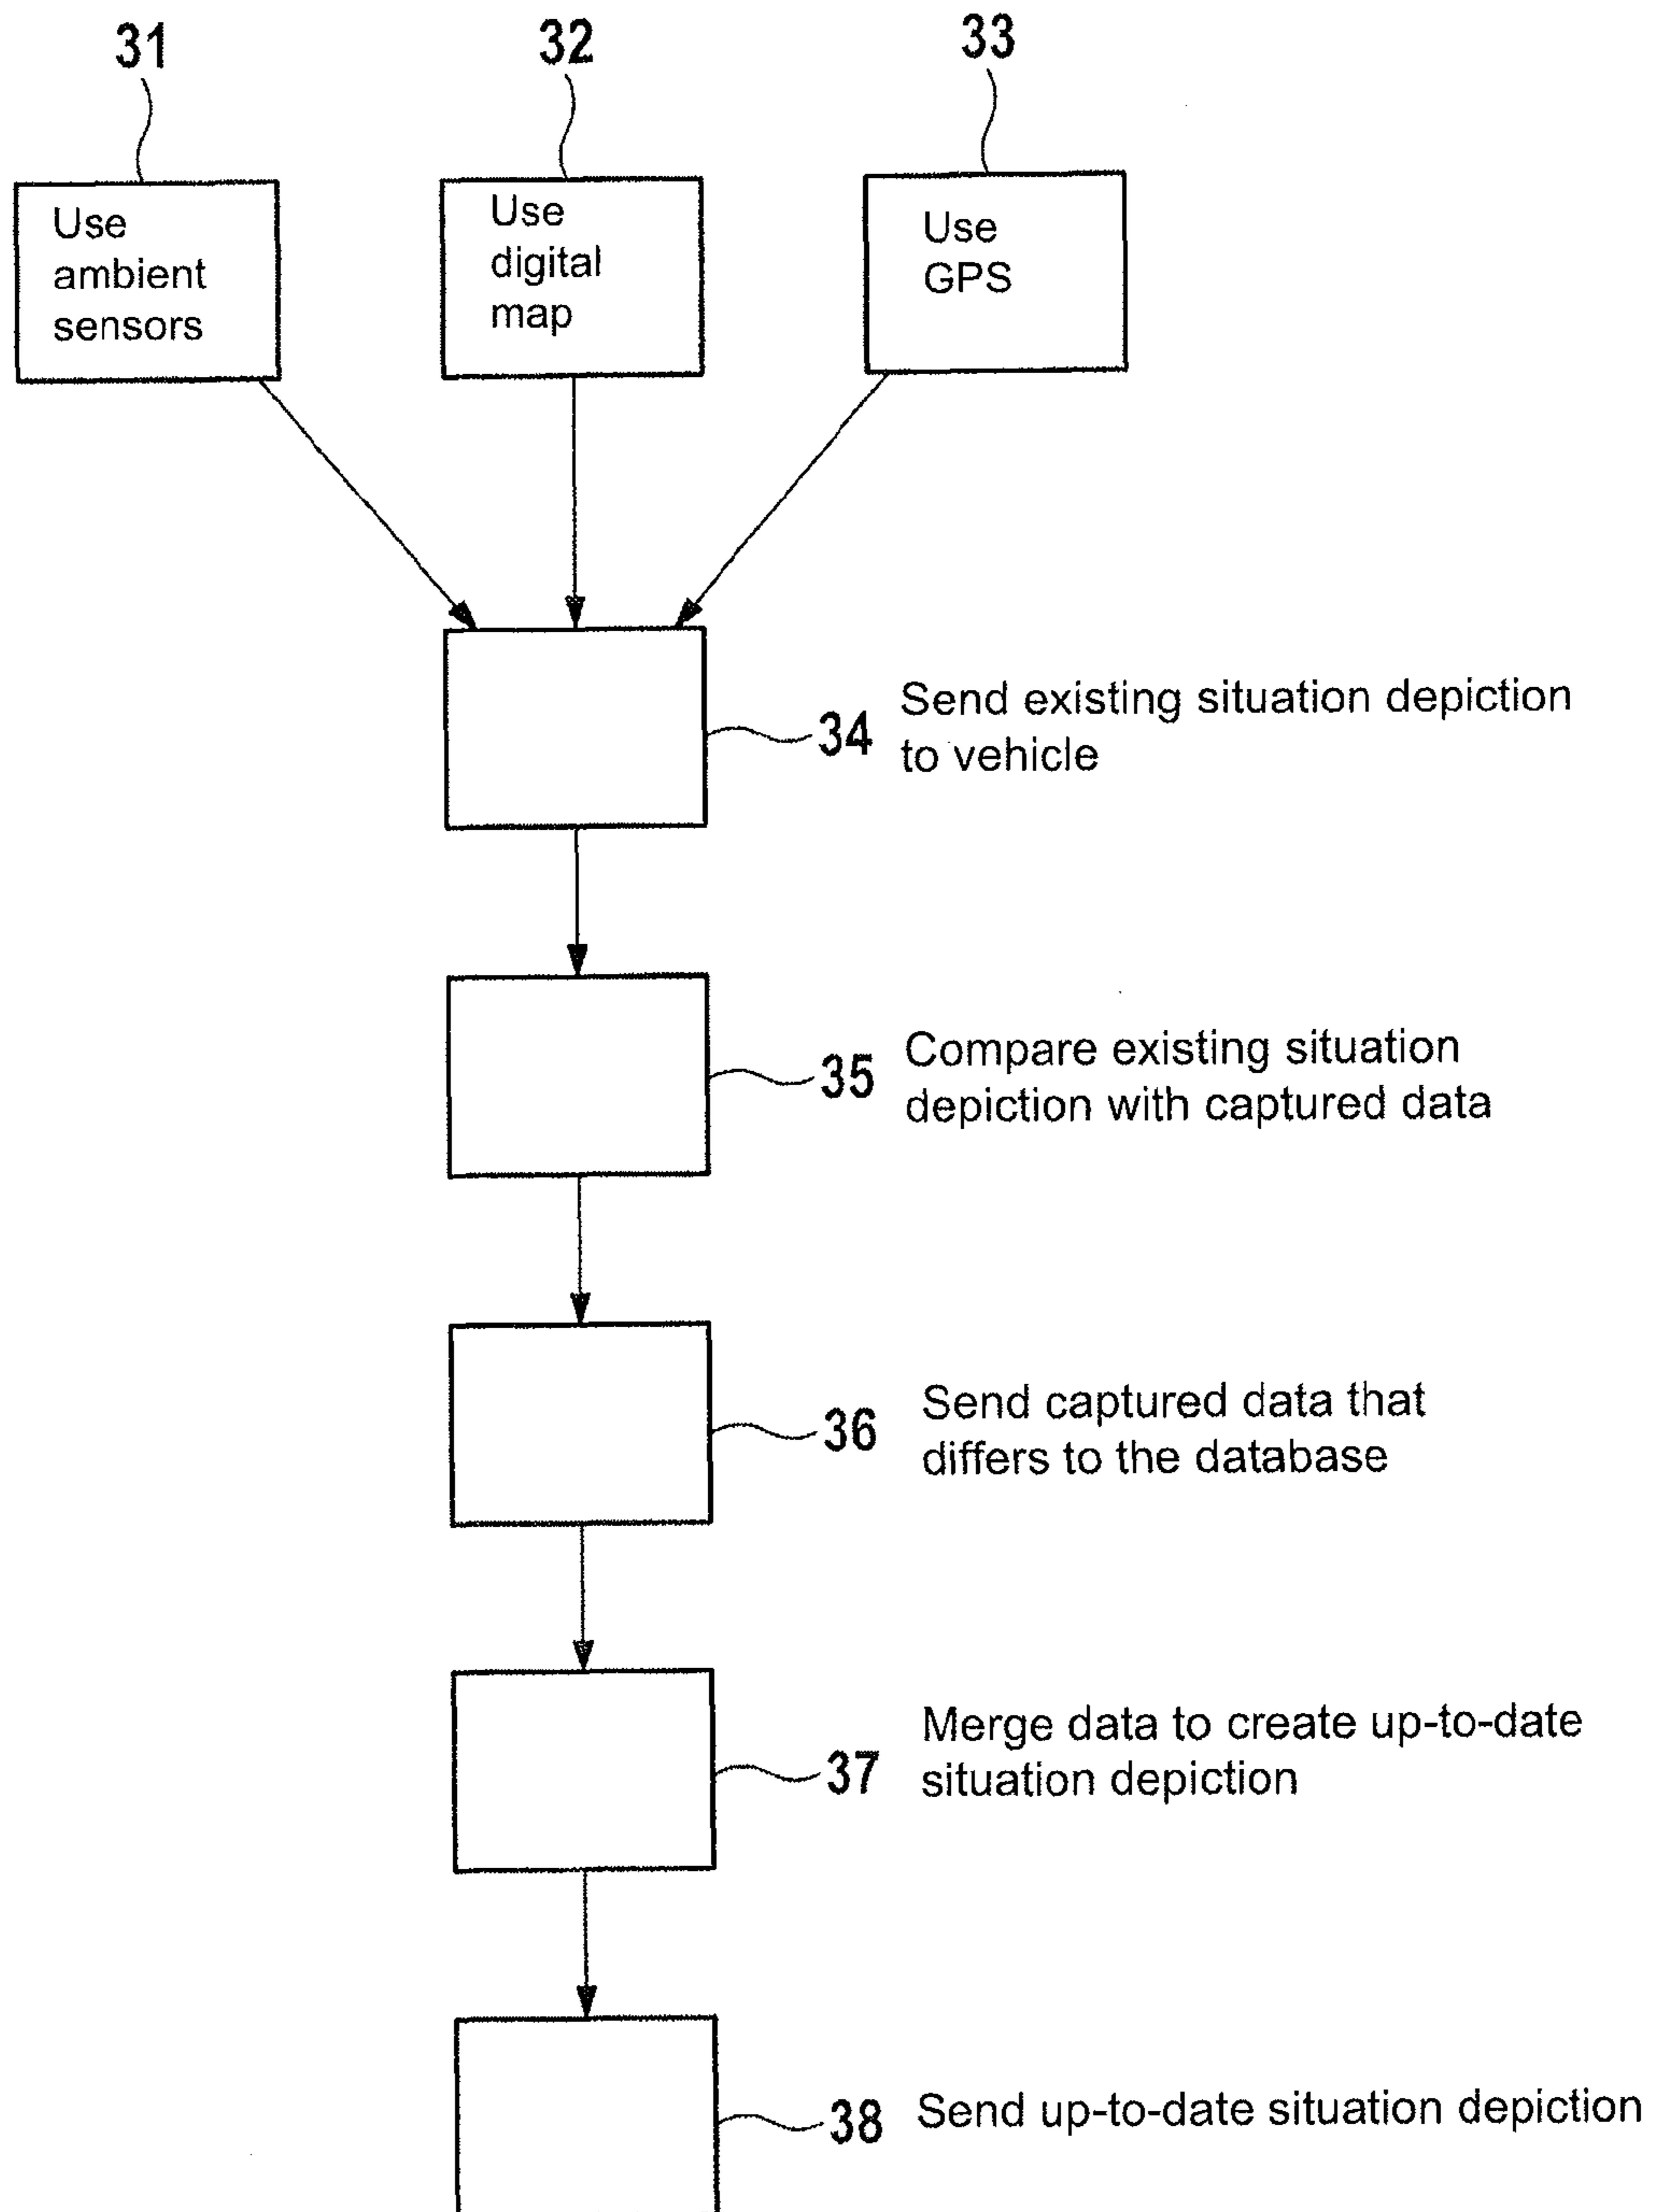 31
32
33
Use
ambient
sensors
Use
digital
map
Use
GPS
34
Send existing situation depiction
to vehicle
35
Compare existing situation
depiction with captured data
36
Send captured data that
differs to the database
37
Merge data to create up-to-date
situation depiction
38
Send up-to-date situation depiction